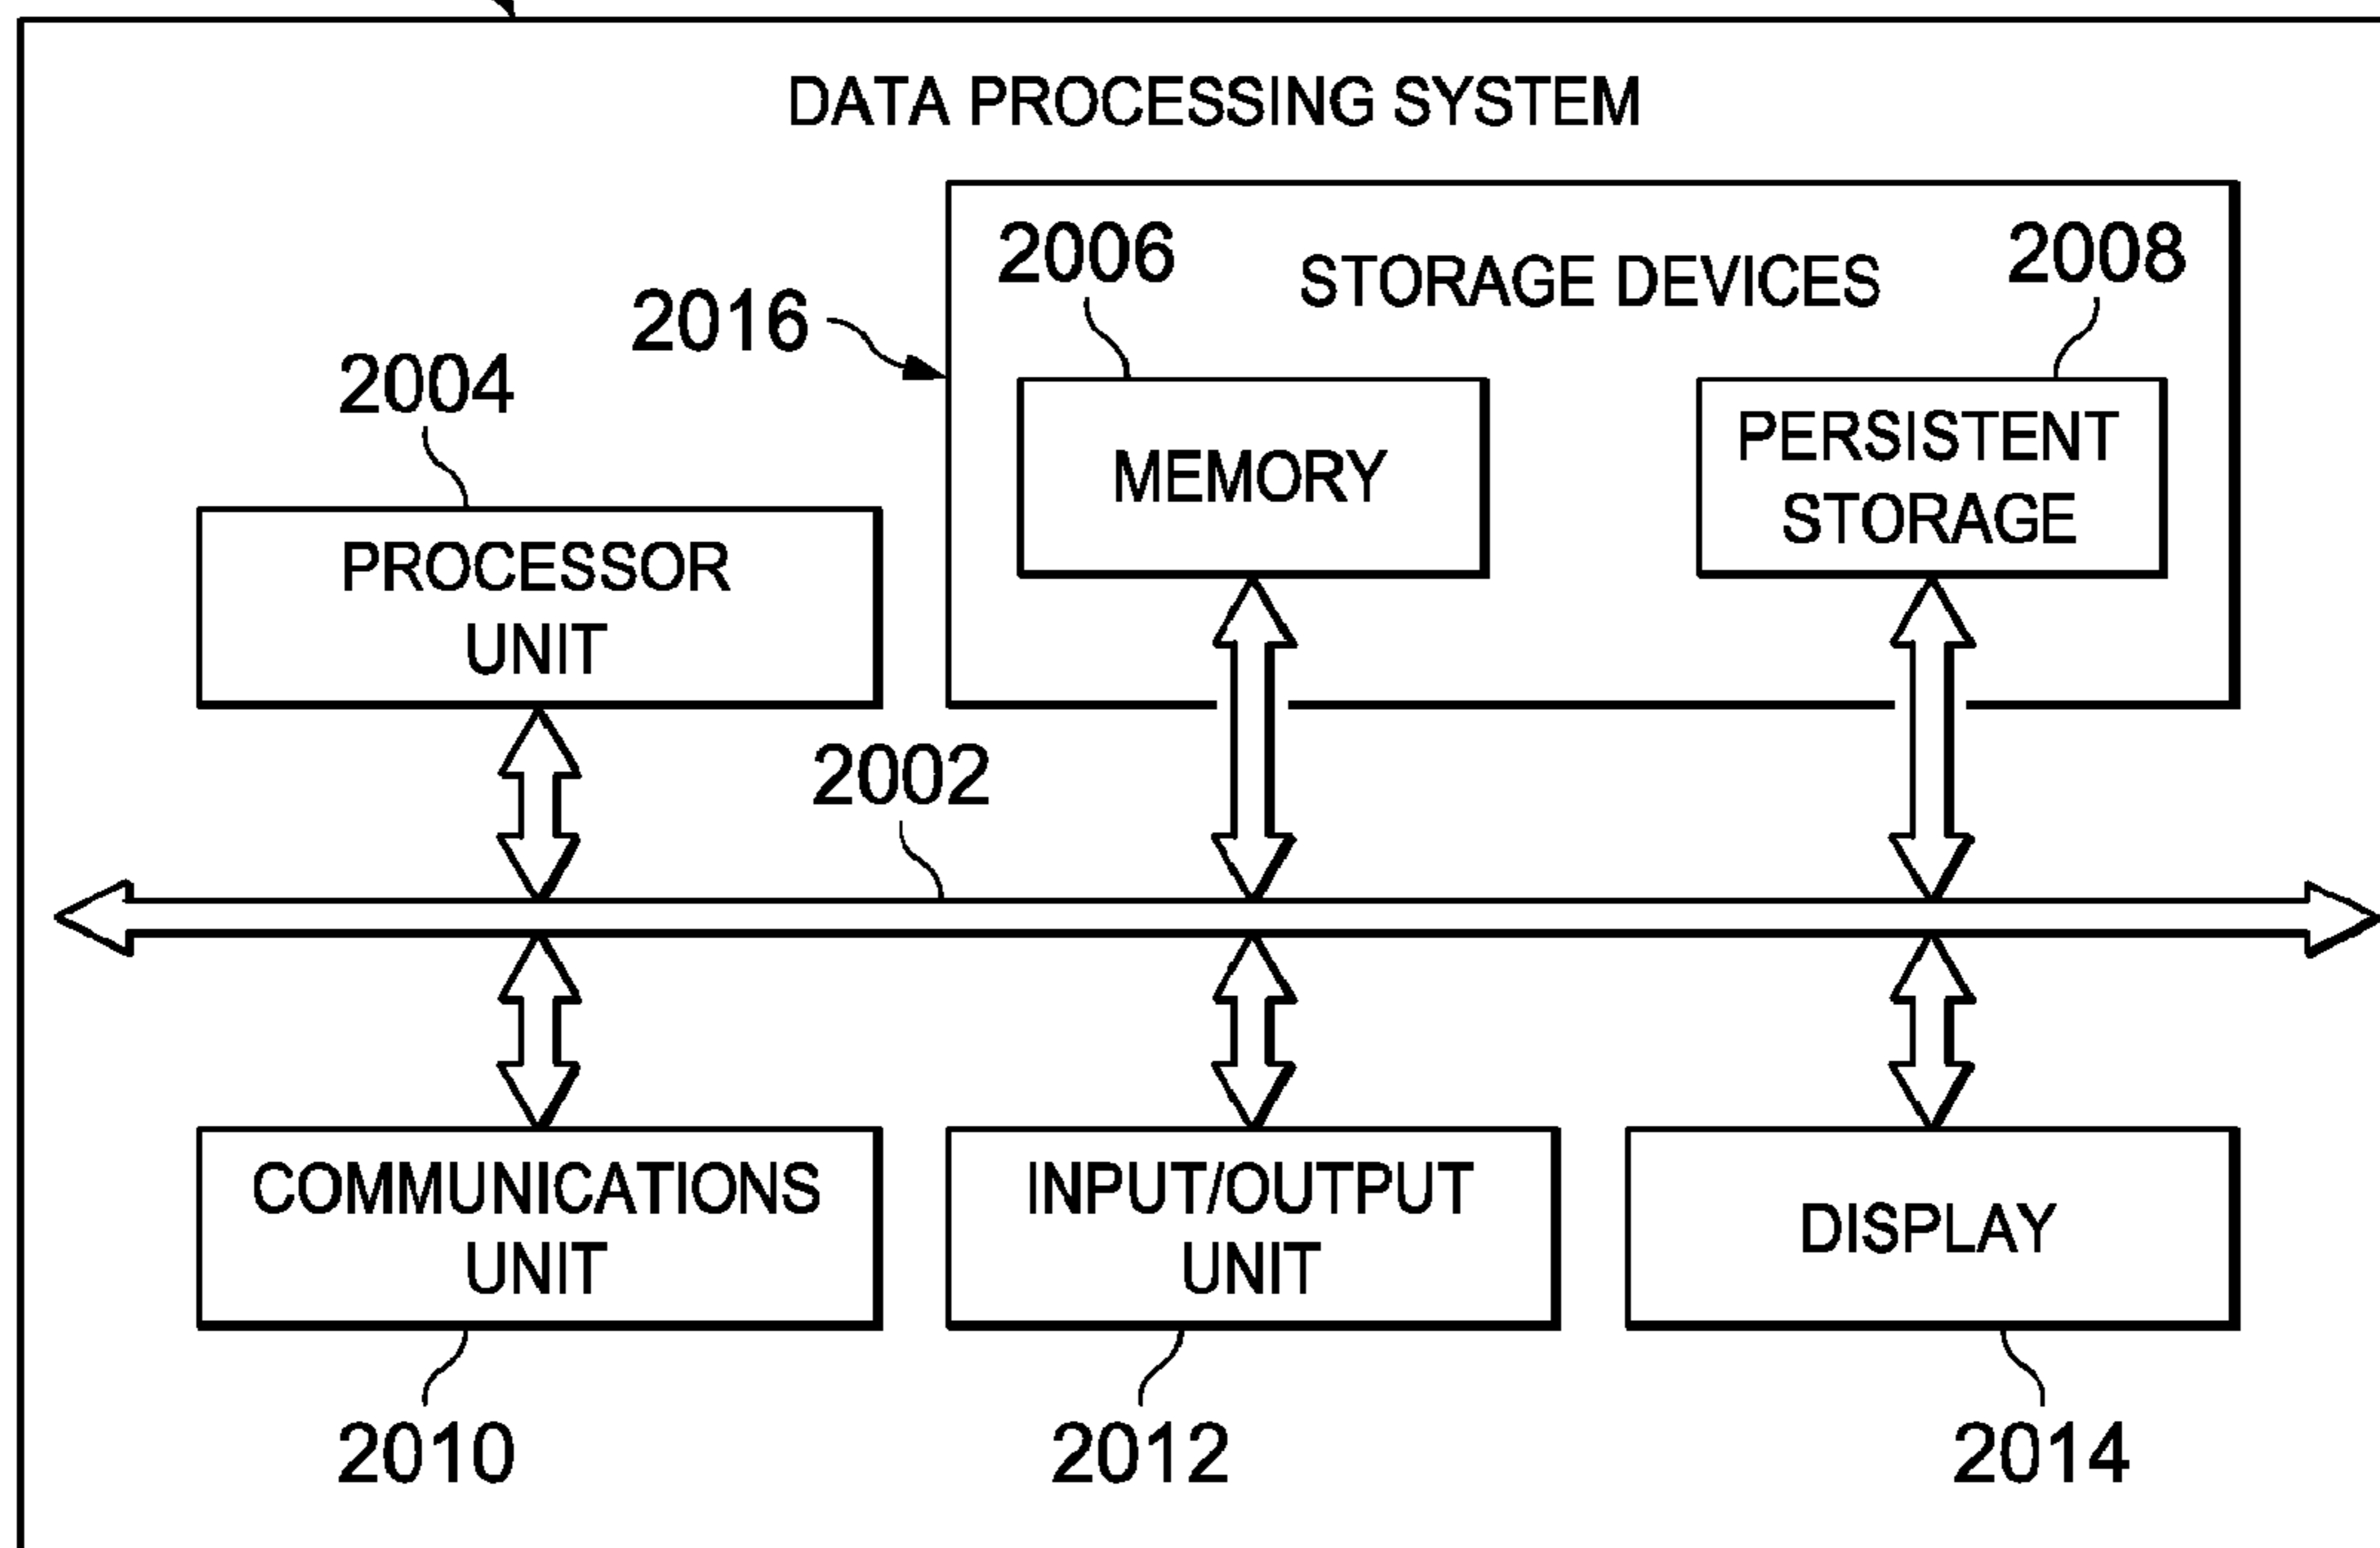 DATA PROCESSING SYSTEM
2006
STORAGE DEVICES
2008
2016
2004
MEMORY
PERSISTENT
STORAGE
PROCESSOR
UNIT
2002
COMMUNICATIONS
UNIT
INPUT/OUTPUT
UNIT
DISPLAY
2010
2012
2014